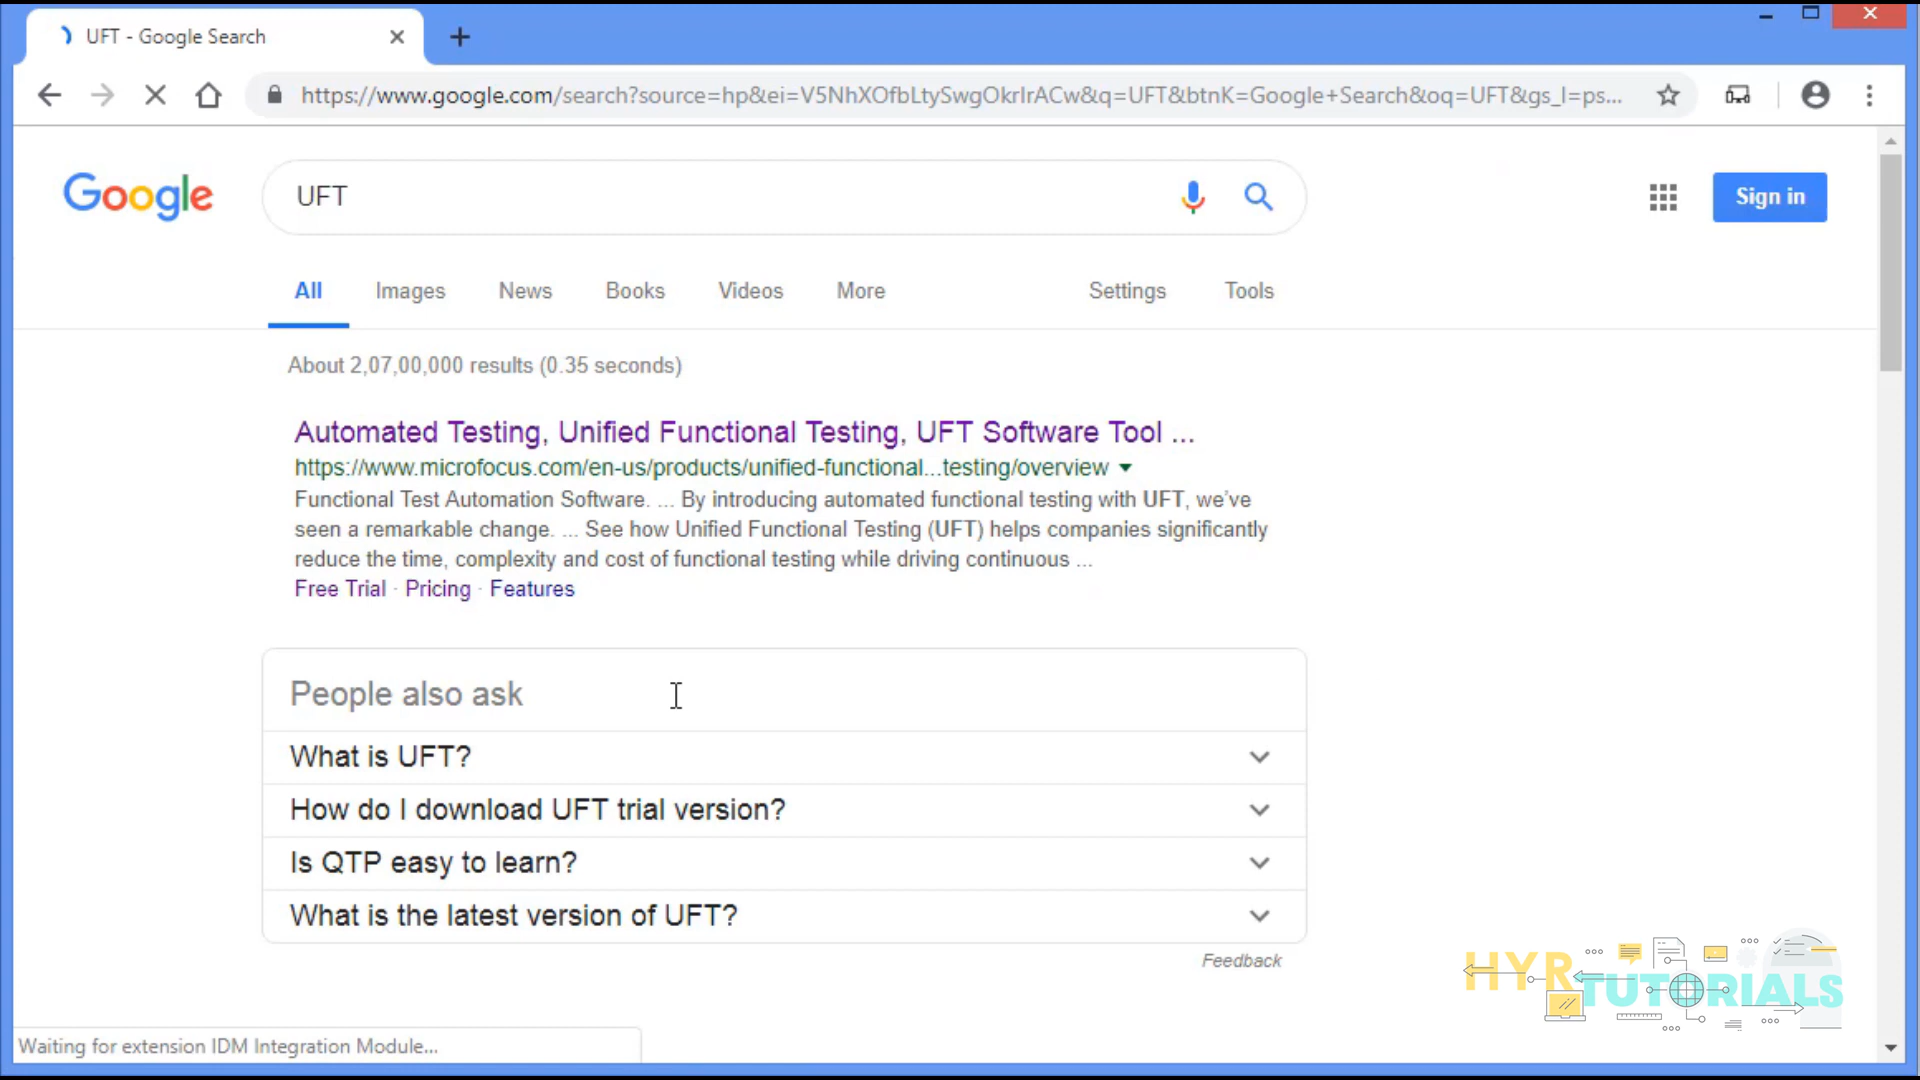 UFT - Google Search
https://www.google.com/search?source=hp&ei=V5NhXOfbLtySwgOkrIrACw&q=UFT&btnK=Google+Search&oq=UFT&gs_l=ps...
Google
UFT
Sign in
All Images News Books Videos More Settings Tools
About 2,07,00,000 results (0.35 seconds)
Automated Testing, Unified Functional Testing, UFT Software Tool ...
https://www.microfocus.com/en-us/products/unified-functional...testing/overview
Functional Test Automation Software. ... By introducing automated functional testing with UFT, we've
seen a remarkable change. ... See how Unified Functional Testing (UFT) helps companies significantly
reduce the time, complexity and cost of functional testing while driving continuous ...
Free Trial · Pricing · Features
People also ask
What is UFT?
How do I download UFT trial version?
Is QTP easy to learn?
What is the latest version of UFT?
Feedback
HYR
TUTORIALS
Waiting for extension IDM Integration Module...